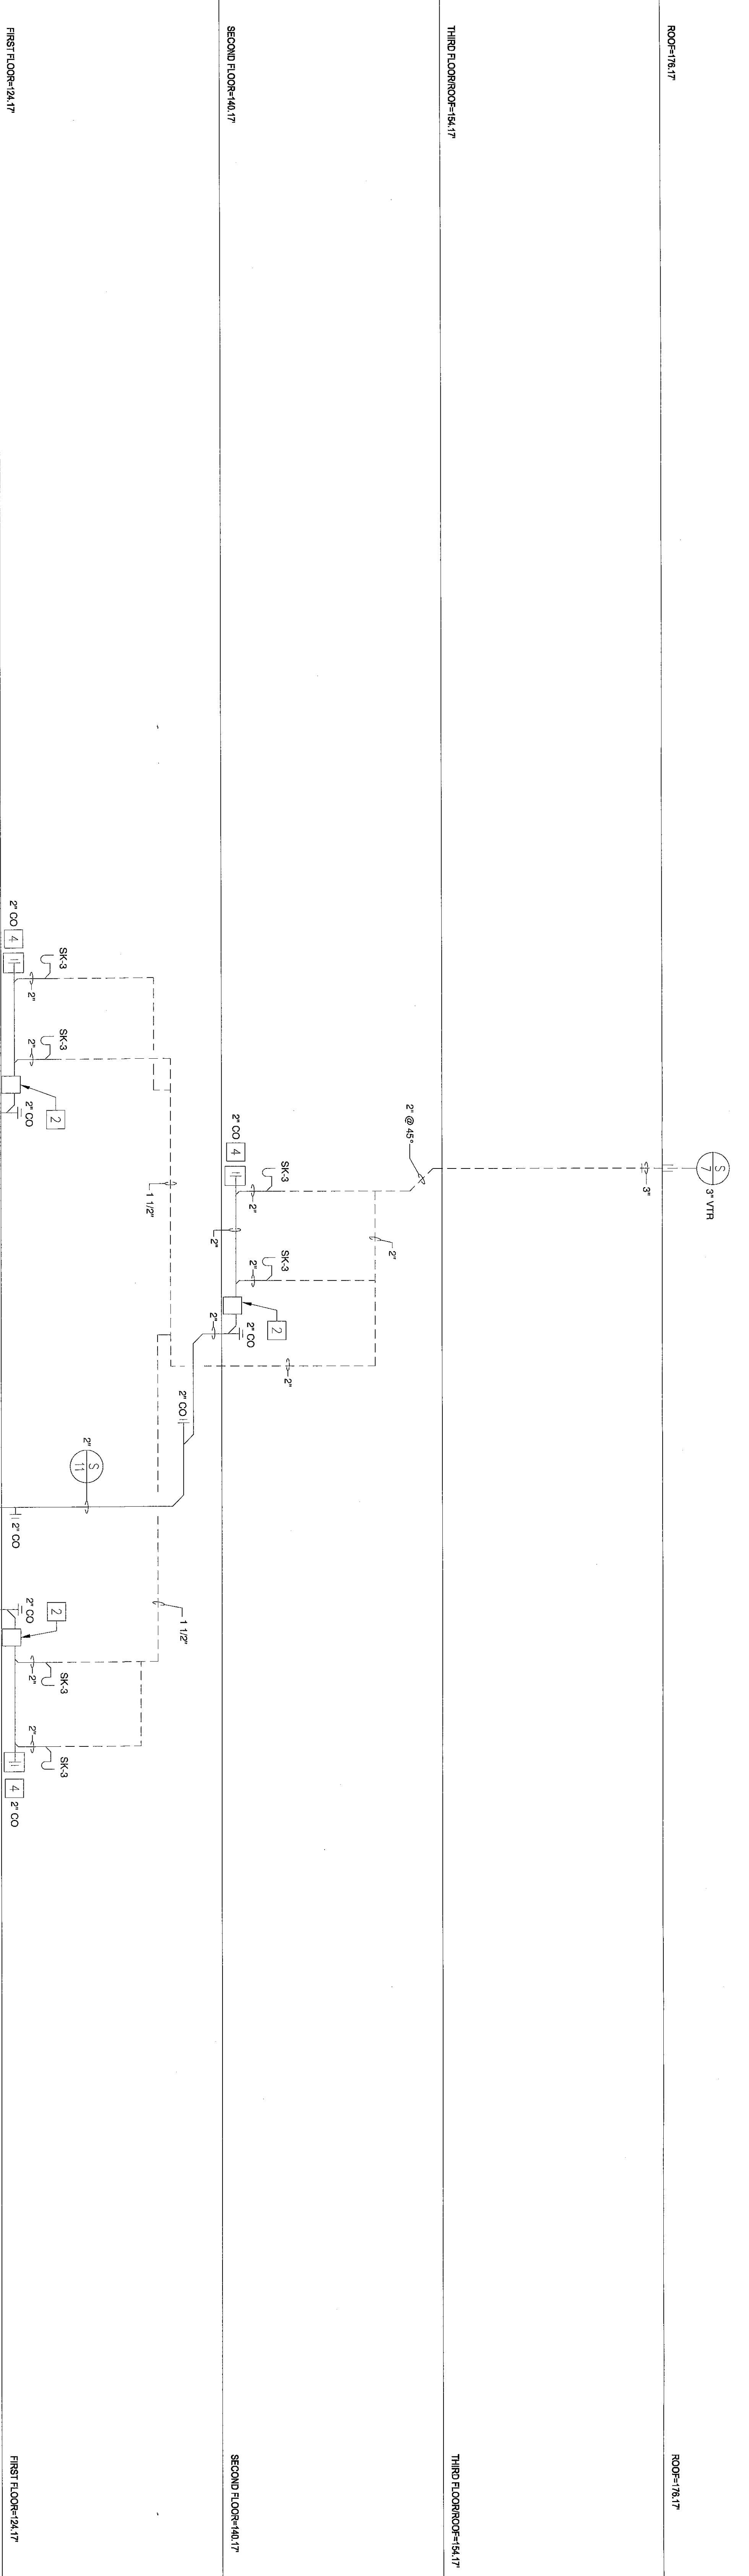 ROOF=176.17'
ROOF=176.17'
S
7
3" VTR
3"
THIRD FLOOR/ROOF=154.17'
THIRD FLOOR/ROOF=154.17'
2" @ 45°
2"
SK-3
SK-3
2"
2"
2"
2" CO
4
2"
2
2" CO
2"
SECOND FLOOR=140.17'
SECOND FLOOR=140.17'
2" CO
1 1/2"
1 1/2"
2"
S
11
SK-3
SK-3
SK-3
SK-3
2"
2"
2"
2"
2
2
2" CO
4
2" CO
2" CO
2" CO
4
2" CO
FIRST FLOOR=124.17'
FIRST FLOOR=124.17'